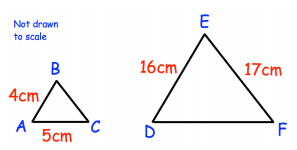 Not drawn
to scale
E
B
16cm
17cm
4cm
A
C
5cm
D
F